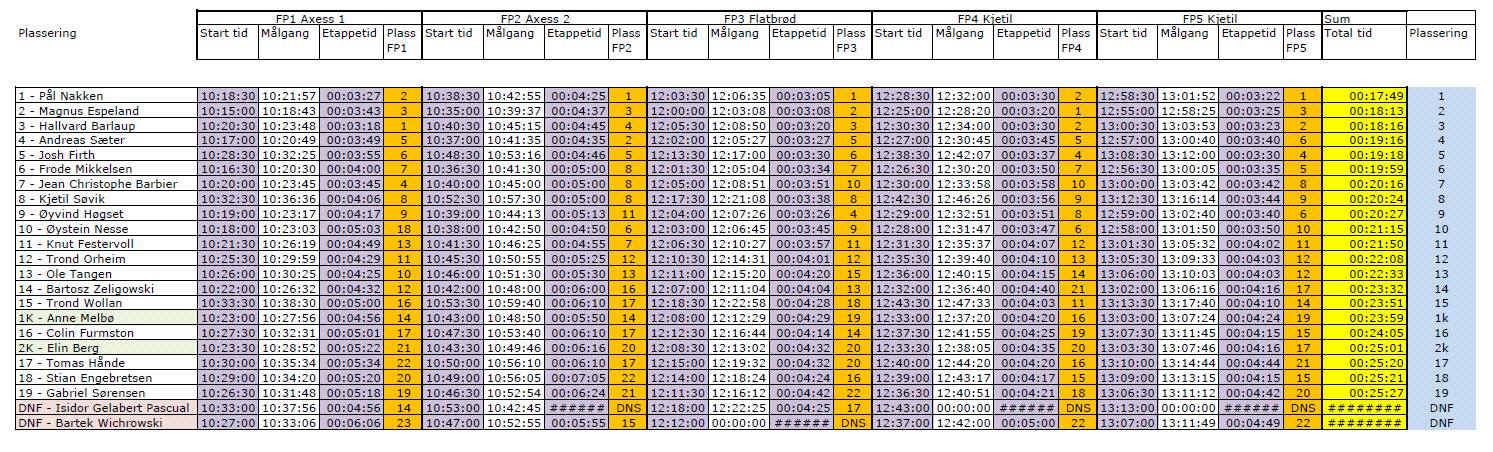 FP1 Axess 1 FP2 Axess 2 FP3 Flatbrød FP4 Kjetil FP5 Kjetil Sum
Plassering Start tid Målgang Etappetid Plass Start tid Målgang Etappetid Plass Start tid Målgang Etappetid Plass Start tid Målgang Etappetid Plass Start tid Målgang Etappetid Plass Total tid Plassering
FP1 FP2 FP3 FP4 FP5
1 - Pål Nakken 10:18:30 10:21:57 00:03:27 2 10:38:30 10:42:55 00:04:25 1 12:03:30 12:06:35 00:03:05 1 12:28:30 12:32:00 00:03:30 2 12:58:30 13:01:52 00:03:22 1 00:17:49 1
2 - Magnus Espeland 10:15:00 10:18:43 00:03:43 3 10:35:00 10:39:37 00:04:37 3 12:00:00 12:03:08 00:03:08 2 12:25:00 12:28:20 00:03:20 1 12:55:00 12:58:25 00:03:25 3 00:18:13 2
3 - Hallvard Barlaup 10:20:30 10:23:48 00:03:18 1 10:40:30 10:45:15 00:04:45 4 12:05:30 12:08:50 00:03:20 3 12:30:30 12:34:00 00:03:30 2 13:00:30 13:03:53 00:03:23 2 00:18:16 3
4 - Andreas Sæter 10:17:00 10:20:49 00:03:49 5 10:37:00 10:41:35 00:04:35 2 12:02:00 12:05:27 00:03:27 5 12:27:00 12:30:45 00:03:45 5 12:57:00 13:00:40 00:03:40 6 00:19:16 4
5 - Josh Firth 10:28:30 10:32:25 00:03:55 6 10:48:30 10:53:16 00:04:46 5 12:13:30 12:17:00 00:03:30 6 12:38:30 12:42:07 00:03:37 4 13:08:30 13:12:00 00:03:30 4 00:19:18 5
6 - Frode Mikkelsen 10:16:30 10:20:30 00:04:00 7 10:36:30 10:41:30 00:05:00 8 12:01:30 12:05:04 00:03:34 7 12:26:30 12:30:20 00:03:50 7 12:56:30 13:00:05 00:03:35 5 00:19:59 6
7 - Jean Christophe Barbier 10:20:00 10:23:45 00:03:45 4 10:40:00 10:45:00 00:05:00 8 12:05:00 12:08:51 00:03:51 10 12:30:00 12:33:58 00:03:58 10 13:00:00 13:03:42 00:03:42 8 00:20:16 7
8 - Kjetil Søvik 10:32:30 10:36:36 00:04:06 8 10:52:30 10:57:30 00:05:00 8 12:17:30 12:21:08 00:03:38 8 12:42:30 12:46:26 00:03:56 9 13:12:30 13:16:14 00:03:44 9 00:20:24 8
9 - Øyvind Høgset 10:19:00 10:23:17 00:04:17 9 10:39:00 10:44:13 00:05:13 11 12:04:00 12:07:26 00:03:26 4 12:29:00 12:32:51 00:03:51 8 12:59:00 13:02:40 00:03:40 6 00:20:27 9
10 - Øystein Nesse 10:18:00 10:23:03 00:05:03 18 10:38:00 10:42:50 00:04:50 6 12:03:00 12:06:45 00:03:45 9 12:28:00 12:31:47 00:03:47 6 12:58:00 13:01:50 00:03:50 10 00:21:15 10
11 - Knut Festervoll 10:21:30 10:26:19 00:04:49 13 10:41:30 10:46:25 00:04:55 7 12:06:30 12:10:27 00:03:57 11 12:31:30 12:35:37 00:04:07 12 13:01:30 13:05:32 00:04:02 11 00:21:50 11
12 - Trond Orheim 10:25:30 10:29:59 00:04:29 11 10:45:30 10:50:55 00:05:25 12 12:10:30 12:14:31 00:04:01 12 12:35:30 12:39:40 00:04:10 13 13:05:30 13:09:33 00:04:03 12 00:22:08 12
13 - Ole Tangen 10:26:00 10:30:25 00:04:25 10 10:46:00 10:51:30 00:05:30 13 12:11:00 12:15:20 00:04:20 15 12:36:00 12:40:15 00:04:15 14 13:06:00 13:10:03 00:04:03 12 00:22:33 12
14 - Bartosz Zeligowski 10:22:00 10:26:32 00:04:32 12 10:42:00 10:48:00 00:06:00 16 12:07:00 12:11:04 00:04:04 13 12:32:00 12:36:40 00:04:40 21 13:02:00 13:06:16 00:04:16 17 00:23:32 14
15 - Trond Wollan 10:33:30 10:38:30 00:05:00 16 10:53:30 10:59:40 00:06:10 17 12:18:30 12:22:58 00:04:28 18 12:43:30 12:47:33 00:04:03 11 13:13:30 13:17:40 00:04:10 14 00:23:51 15
1K - Anne Melbø 10:23:00 10:27:56 00:04:56 14 10:43:00 10:48:50 00:05:50 14 12:08:00 12:12:29 00:04:29 19 12:33:00 12:37:20 00:04:20 16 13:03:00 13:07:24 00:04:24 19 00:23:59 1k
16 - Colin Furmston 10:27:30 10:32:31 00:05:01 17 10:47:30 10:53:40 00:06:10 17 12:12:30 12:16:44 00:04:14 14 12:37:30 12:41:55 00:04:25 19 13:07:30 13:11:45 00:04:15 15 00:24:05 16
2K - Elin Berg 10:23:30 10:28:52 00:05:22 21 10:43:30 10:49:46 00:06:16 20 12:08:30 12:13:02 00:04:32 20 12:33:30 12:38:05 00:04:35 20 13:03:30 13:07:46 00:04:16 17 00:25:01 2k
17 - Tomas Hånde 10:30:00 10:35:34 00:05:34 22 10:50:00 10:56:10 00:06:10 17 12:15:00 12:19:32 00:04:32 20 12:40:00 12:44:20 00:04:20 16 13:10:00 13:14:44 00:04:44 21 00:25:20 17
18 - Stian Engebretsen 10:29:00 10:34:20 00:05:20 20 10:49:00 10:56:05 00:07:05 22 12:14:00 12:18:24 00:04:24 16 12:39:00 12:43:17 00:04:17 15 13:09:00 13:13:15 00:04:15 15 00:25:21 18
19 - Gabriel Sørensen 10:26:30 10:31:48 00:05:18 19 10:46:30 10:52:54 00:06:24 21 12:11:30 12:16:12 00:04:42 22 12:36:30 12:40:51 00:04:21 18 13:06:30 13:11:12 00:04:42 20 00:25:27 19
DNF - Isidor Gelabert Pascual 10:33:00 10:37:56 00:04:56 14 10:53:00 10:42:45 ###### DNS 12:18:00 12:22:25 00:04:25 17 12:43:00 00:00:00 ###### DNS 13:13:00 00:00:00 ###### DNS ######## DNF
DNF - Bartek Wichrowski 10:27:00 10:33:06 00:06:06 23 10:47:00 10:52:55 00:05:55 15 12:12:00 00:00:00 ###### DNS 12:37:00 12:42:00 00:05:00 22 13:07:00 13:11:49 00:04:49 22 ######## DNF